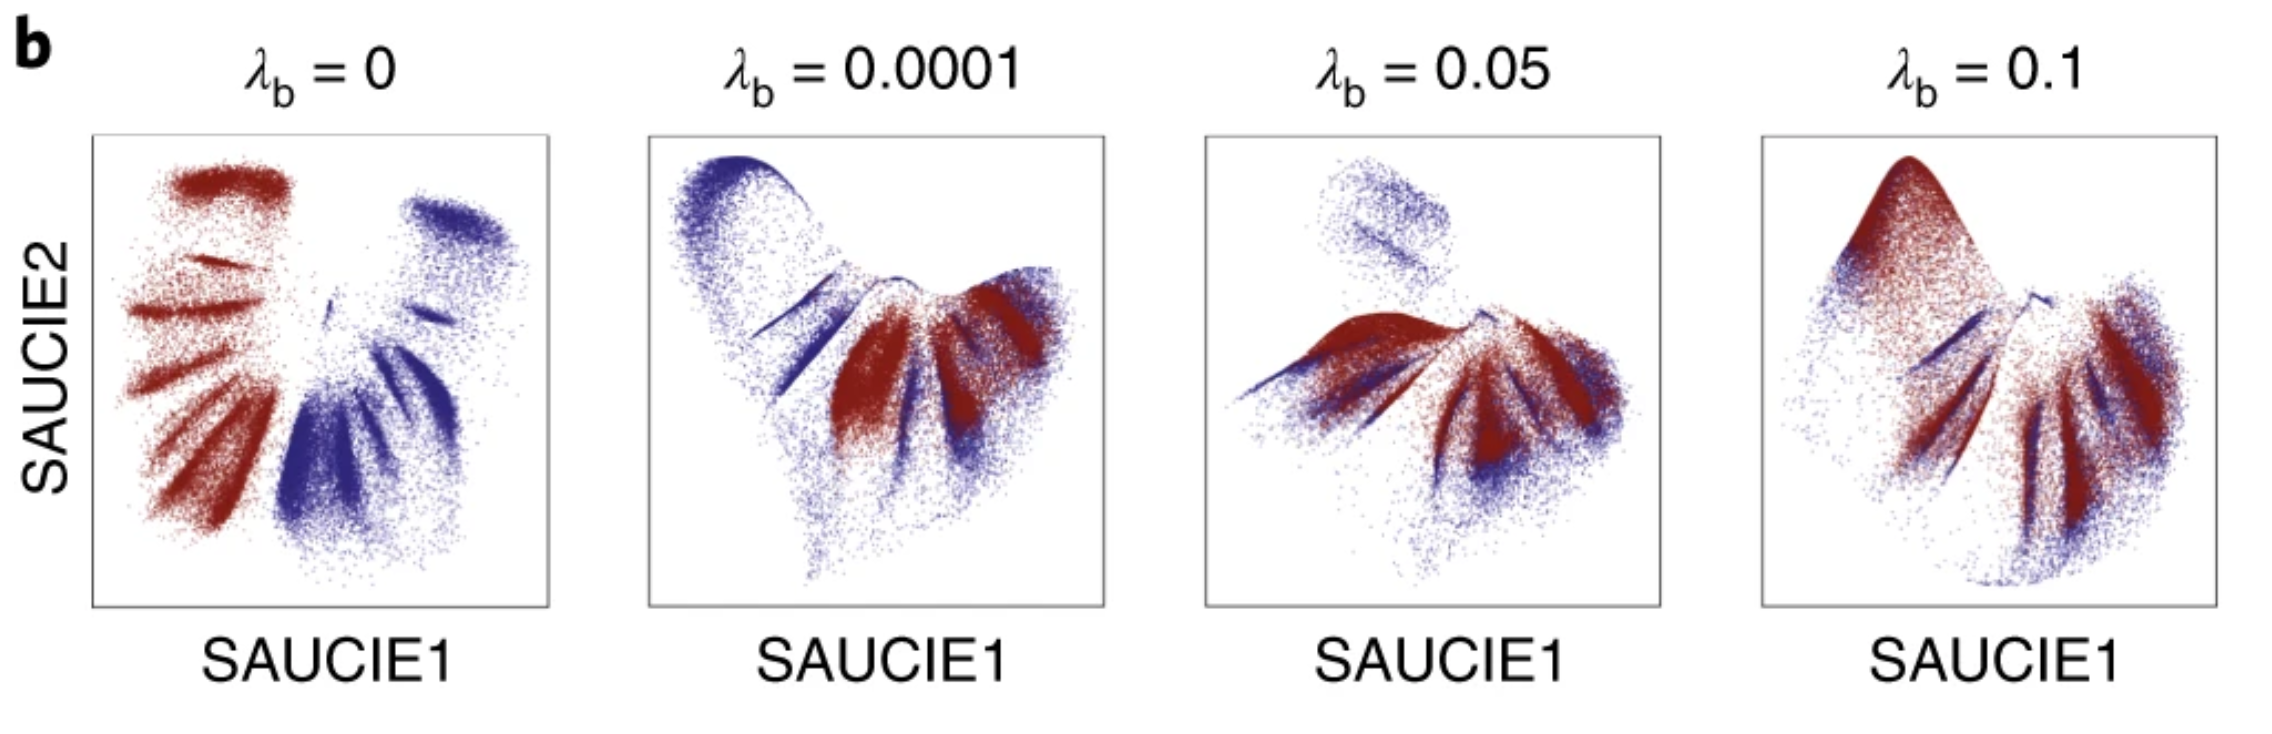 b
λb = 0
λb = 0.0001
λb = 0.05
λb = 0.1
SAUCIE2
SAUCIE1
SAUCIE1
SAUCIE1
SAUCIE1